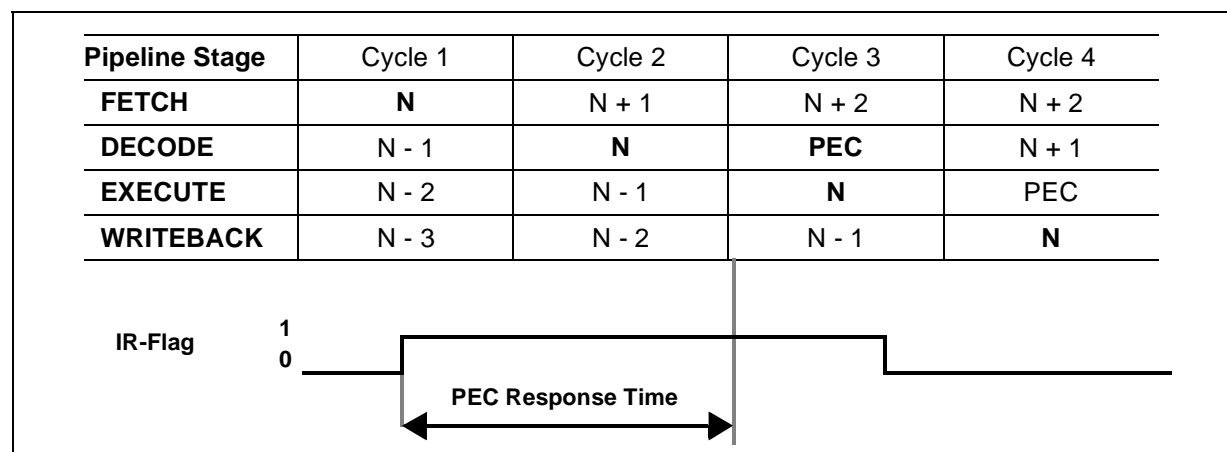 Pipeline Stage Cycle 1 Cycle 2 Cycle 3 Cycle 4
FETCH N N + 1 N + 2 N + 2
DECODE N - 1 N PEC N + 1
EXECUTE N - 2 N - 1 N PEC
WRITEBACK N - 3 N - 2 N - 1 N
1
IR-Flag
0
PEC Response Time